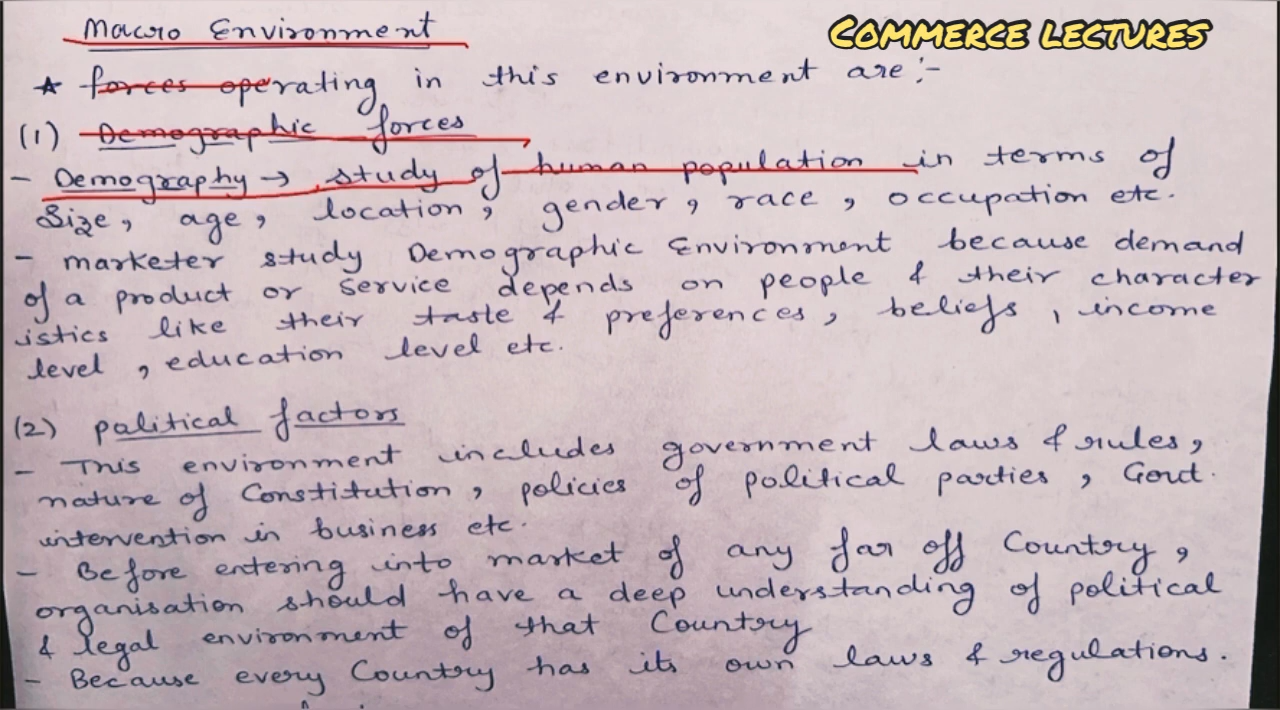 Macro Environment
COMMERCE LECTURES
* forces operating in this environment are:-
(1) Demographic forces
- Demography → study of human population in terms of
Size, age, location, gender, race, occupation etc.
- marketer study Demographic Environment because demand
of a product or service depends on people & their character
istics like their taste & preferences, beliefs, income
level, education level etc.
(2) palitical factors
- This environment includes government laws & rules,
nature of Constitution, policies of political parties, Govt.
intervention in business etc.
- Before entering into market of any far off Country,
organisation should have a deep understanding of political
& legal environment of that Country
- Because every Country has its own laws & regulations.